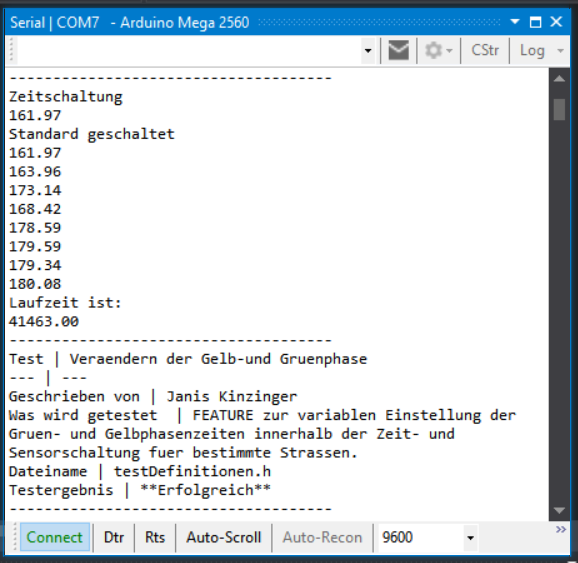 Serial | COM7   - Arduino Mega 2560
CStr Log
------------------------------------
Zeitschaltung
161.97
Standard geschaltet
161.97
163.96
173.14
168.42
178.59
179.59
179.34
180.08
Laufzeit ist:
41463.00
------------------------------------
Test | Veraendern der Gelb-und Gruenphase
--- | ---
Geschrieben von | Janis Kinzinger
Was wird getestet  | FEATURE zur variablen Einstellung der
Gruen- und Gelbphasenzeiten innerhalb der Zeit- und
Sensorschaltung fuer bestimmte Strassen.
Dateiname | testDefinitionen.h
Testergebnis | **Erfolgreich**
------------------------------------
Connect Dtr Rts Auto-Scroll Auto-Recon 9600